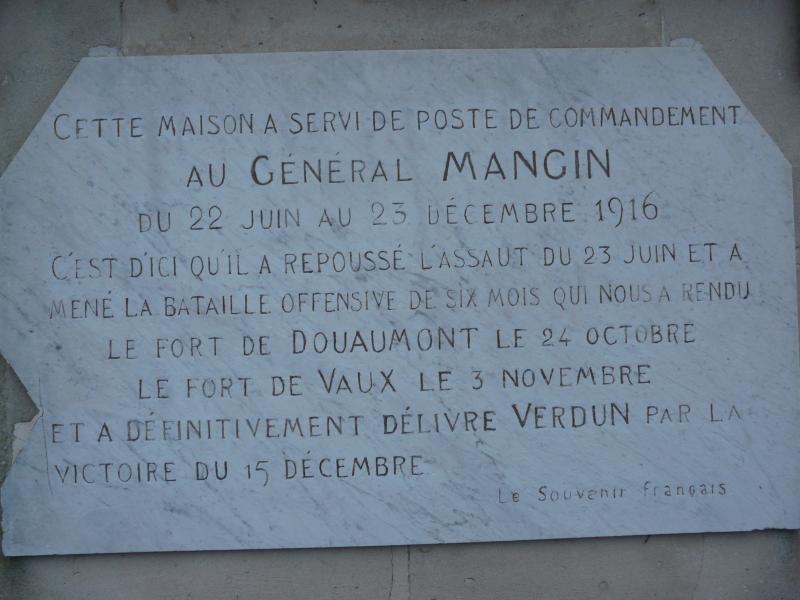 CETTE MAISON A SERVI DE POSTE DE COMMANDEMENT
AU GÉNÉRAL MANGIN
DU 22 JUIN AU 23 DÉCEMBRE 1916
C'EST D'ICI QU'IL A REPOUSSÉ L'ASSAUT DU 23 JUIN ET A
MENÉ LA BATAILLE OFFENSIVE DE SIX MOIS QUI NOUS A RENDU
LE FORT DE DOUAUMONT LE 24 OCTOBRE
LE FORT DE VAUX LE 3 NOVEMBRE
ET A DÉFINITIVEMENT DÉLIVRE VERDUN PAR LA
VICTOIRE DU 15 DÉCEMBRE
Le Souvenir français